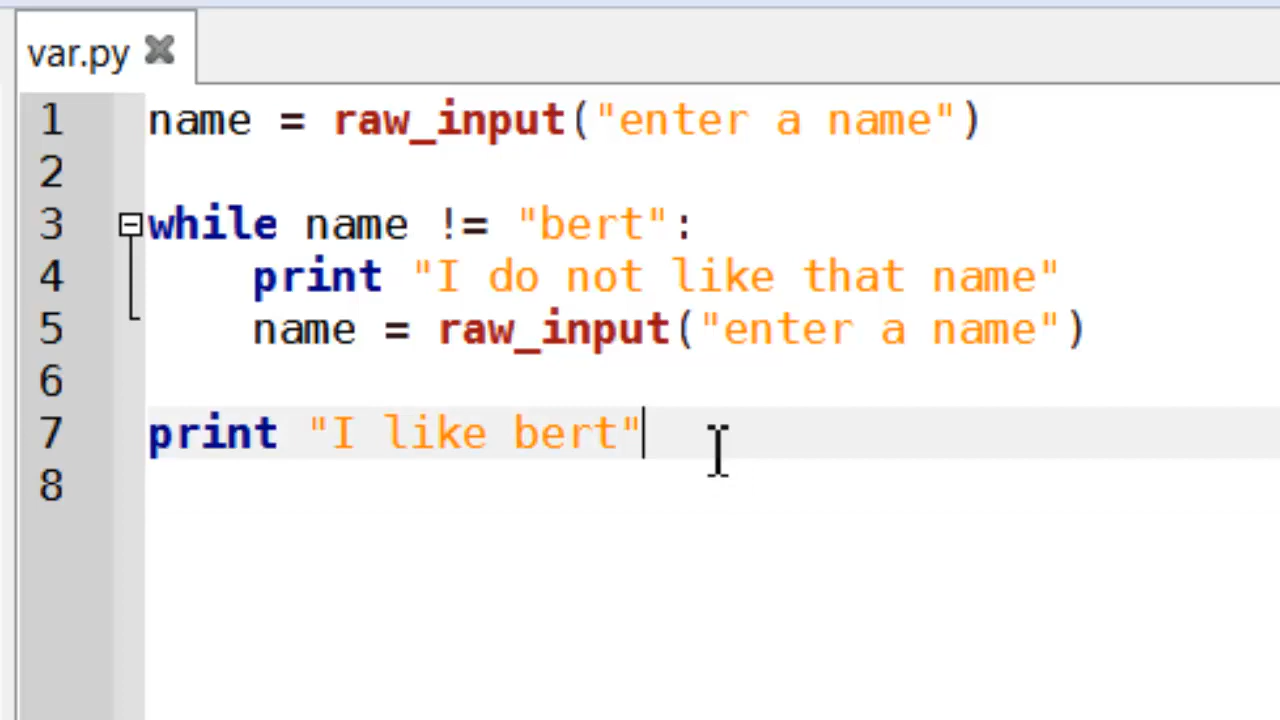 var.py
1 name = raw_input("enter a name")
2
3 while name != "bert":
4     print "I do not like that name"
5     name = raw_input("enter a name")
6
7 print "I like bert"
8